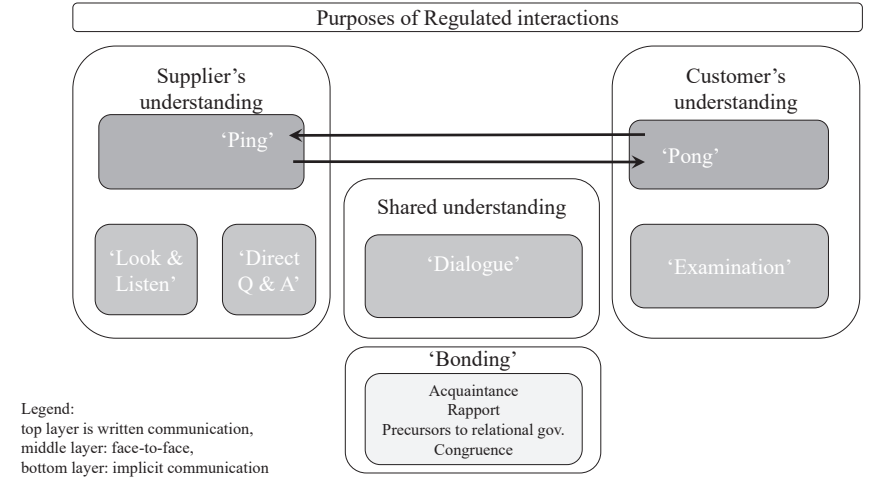 Purposes of Regulated interactions
Supplier’s
understanding
Customer’s
understanding
‘Ping’
‘Pong’
Shared understanding
‘Look &
Listen’
‘Direct
Q & A’
‘Dialogue’
‘Examination’
‘Bonding’
Acquaintance
Rapport
Precursors to relational gov.
Congruence
Legend:
top layer is written communication,
middle layer: face-to-face,
bottom layer: implicit communication